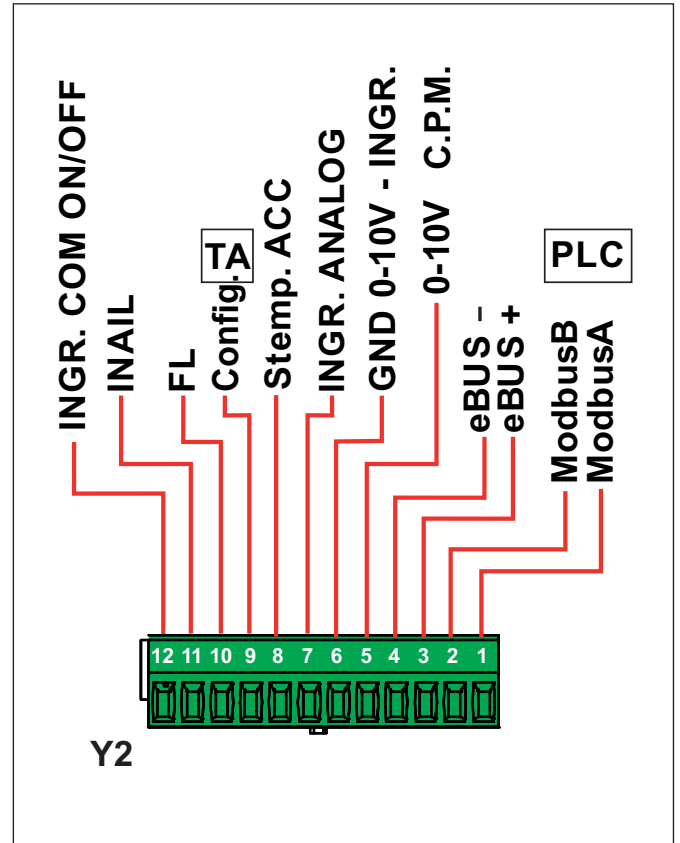 INGR. COM ON/OFF
INAIL
FL
TA
Config.
Stemp. ACC
INGR. ANALOG
GND 0-10V - INGR.
0-10V C.P.M.
eBUS −
eBUS +
PLC
ModbusB
ModbusA
12 11 10 9 8 7 6 5 4 3 2 1
Y2